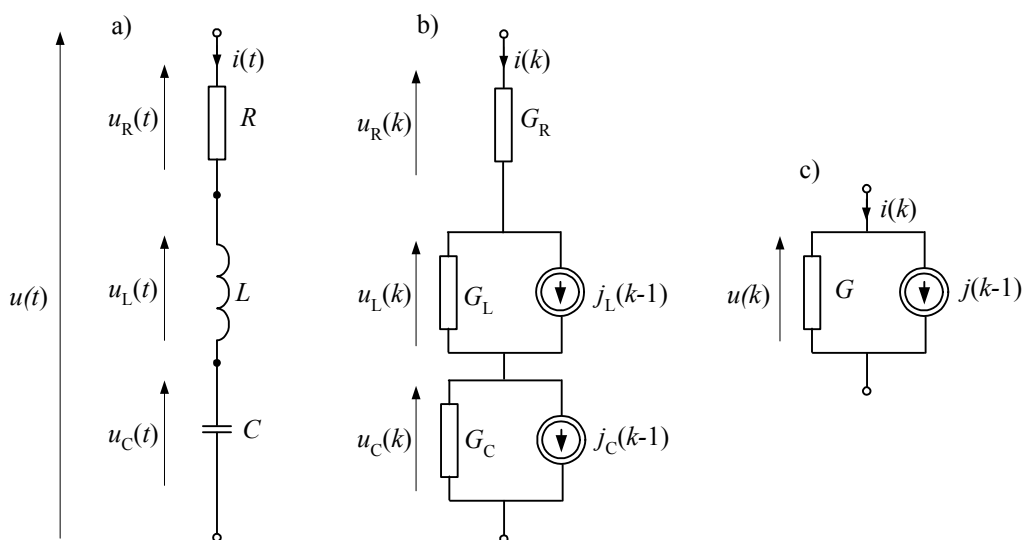 a)
i(t)
u_R(t)
R
u(t)
u_L(t)
L
u_C(t)
C
b)
i(k)
u_R(k)
G_R
u_L(k)
G_L
j_L(k-1)
u_C(k)
G_C
j_C(k-1)
c)
i(k)
u(k)
G
j(k-1)